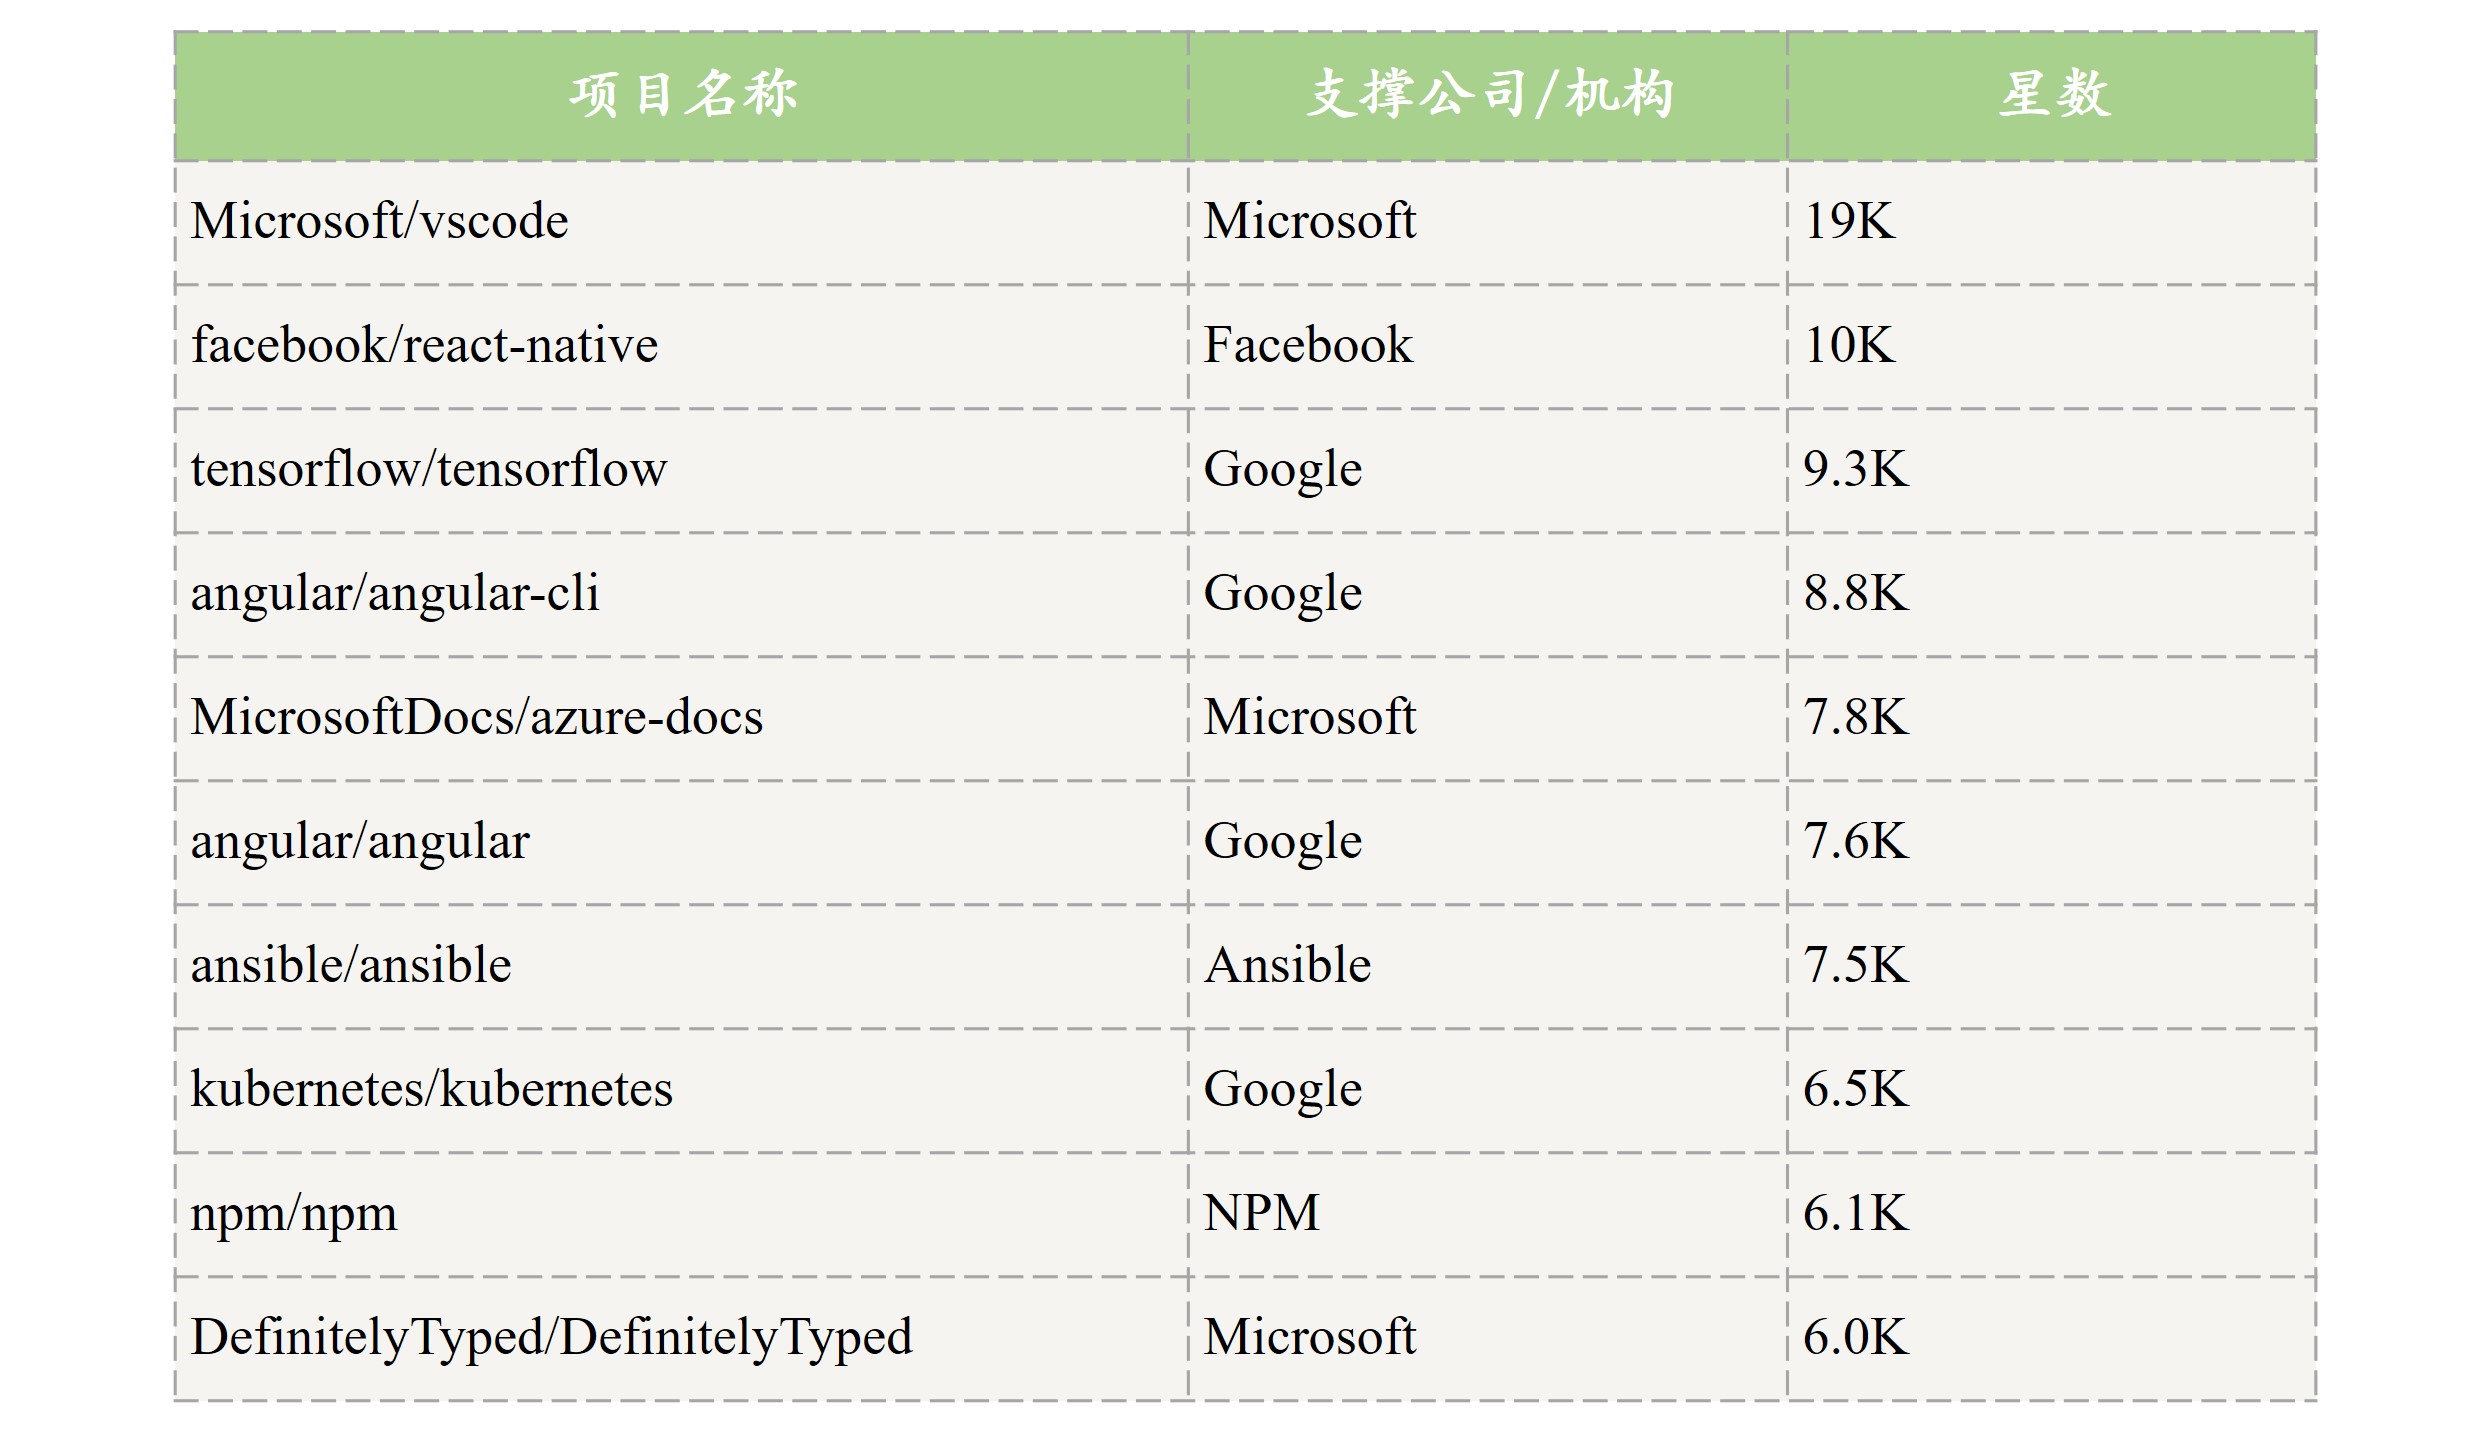 项目名称 支撑公司/机构 星数
Microsoft/vscode Microsoft 19K
facebook/react-native Facebook 10K
tensorflow/tensorflow Google 9.3K
angular/angular-cli Google 8.8K
MicrosoftDocs/azure-docs Microsoft 7.8K
angular/angular Google 7.6K
ansible/ansible Ansible 7.5K
kubernetes/kubernetes Google 6.5K
npm/npm NPM 6.1K
DefinitelyTyped/DefinitelyTyped Microsoft 6.0K